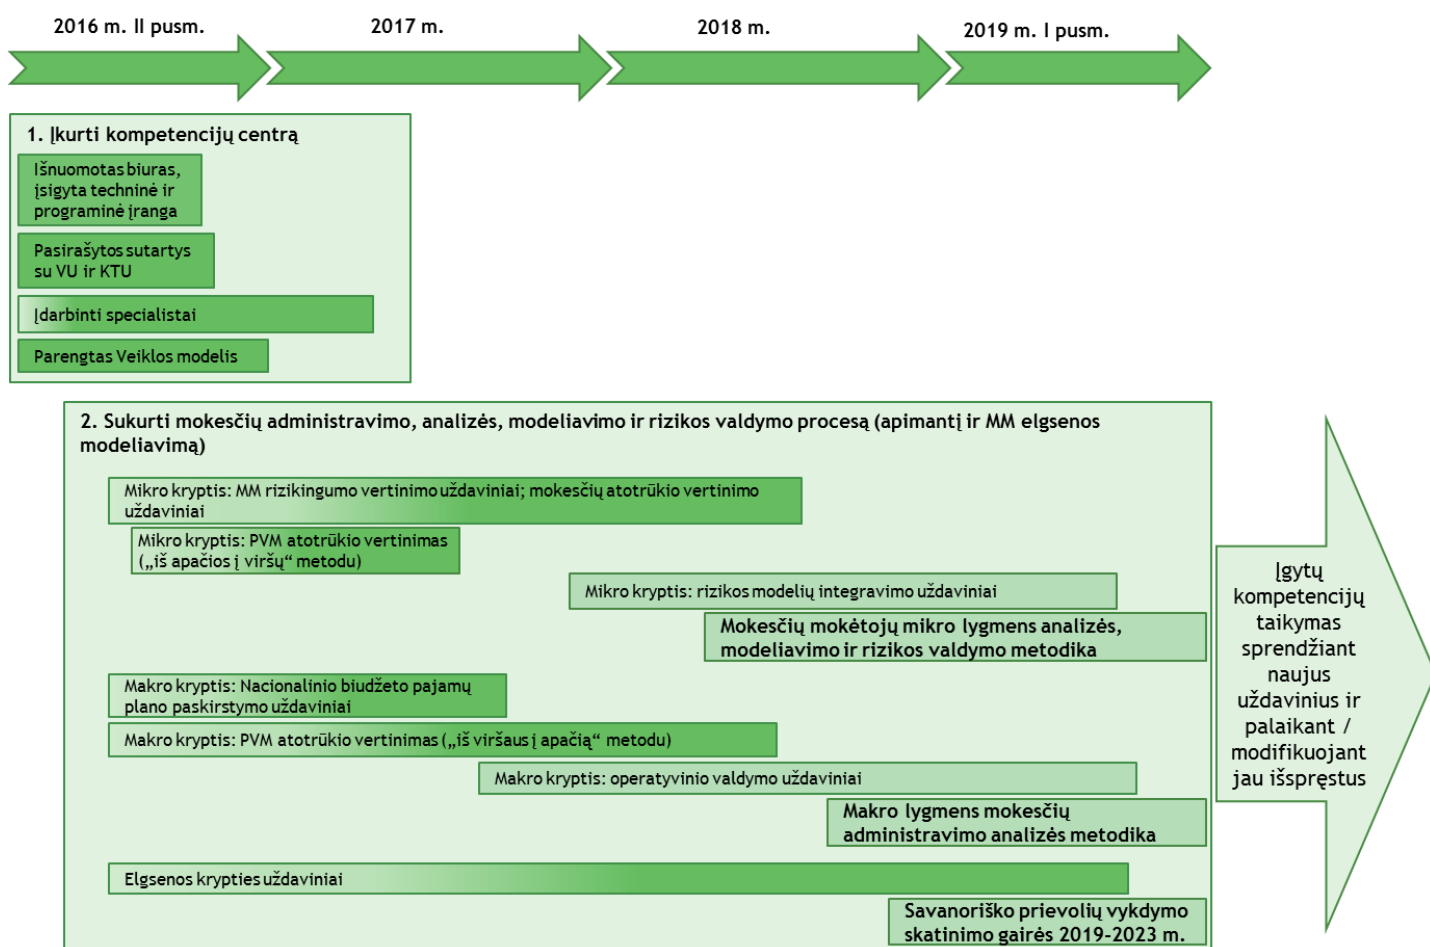 2016 m. II pusm.
2017 m.
2018 m.
2019 m. I pusm.
1. Įkurti kompetencijų centrą
Išnuomotas biuras,
įsigyta techninė ir
programinė įranga
Pasirašytos sutartys
su VU ir KTU
Įdarbinti specialistai
Parengtas Veiklos modelis
2. Sukurti mokesčių administravimo, analizės, modeliavimo ir rizikos valdymo procesą (apimantį ir MM elgsenos
modeliavimą)
Mikro kryptis: MM rizikingumo vertinimo uždaviniai; mokesčių atotrūkio vertinimo
uždaviniai
Mikro kryptis: PVM atotrūkio vertinimas
(„iš apačios į viršų“ metodu)
Mikro kryptis: rizikos modelių integravimo uždaviniai
Mokesčių mokėtojų mikro lygmens analizės,
modeliavimo ir rizikos valdymo metodika
Makro kryptis: Nacionalinio biudžeto pajamų
plano paskirstymo uždaviniai
Makro kryptis: PVM atotrūkio vertinimas („iš viršaus į apačią“ metodu)
Makro kryptis: operatyvinio valdymo uždaviniai
Makro lygmens mokesčių
administravimo analizės metodika
Elgsenos krypties uždaviniai
Savanoriško prievolių vykdymo
skatinimo gairės 2019-2023 m.
Įgytų
kompetencijų
taikymas
sprendžiant
naujus
uždavinius ir
palaikant /
modifikuojant
jau išspręstus